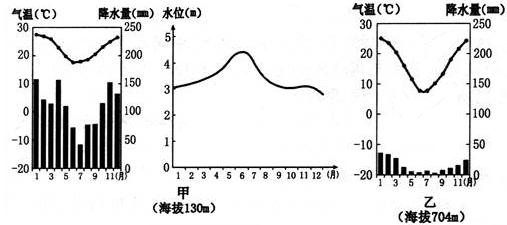 气温(℃) 降水量(mm)
30 250
20 200
10 150
0 100
-10 50
-20 0
1 3 5 7 9 11(月)
水位(m)
5
4
3
2
1
0
1 2 3 4 5 6 7 8 9 10 11 12 (月)
甲
(海拔130m)
气温(℃) 降水量(mm)
30 250
20 200
10 150
0 100
-10 50
-20 0
1 3 5 7 9 11(月)
乙
(海拔704m)